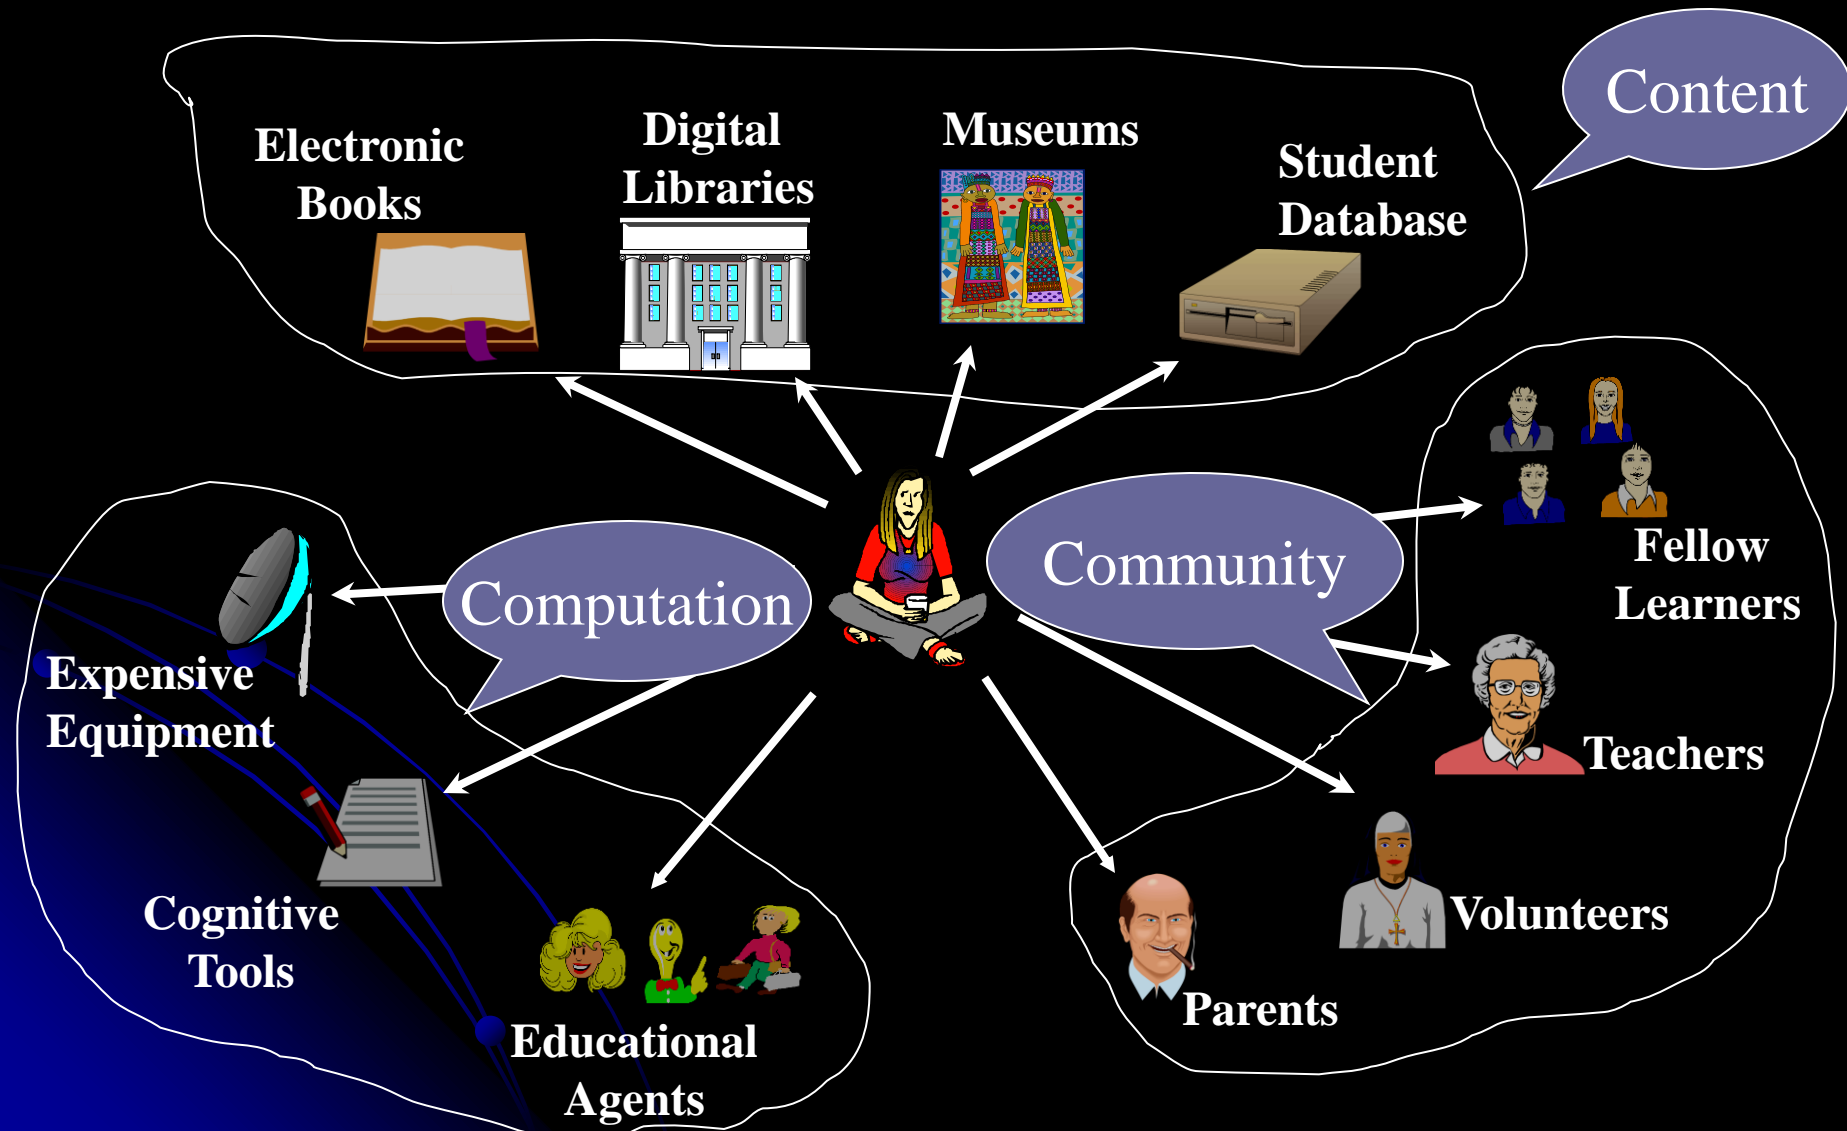 Content
Electronic
Books
Digital
Libraries
Museums
Student
Database
Computation
Community
Expensive
Equipment
Cognitive
Tools
Educational
Agents
Fellow
Learners
Teachers
Volunteers
Parents